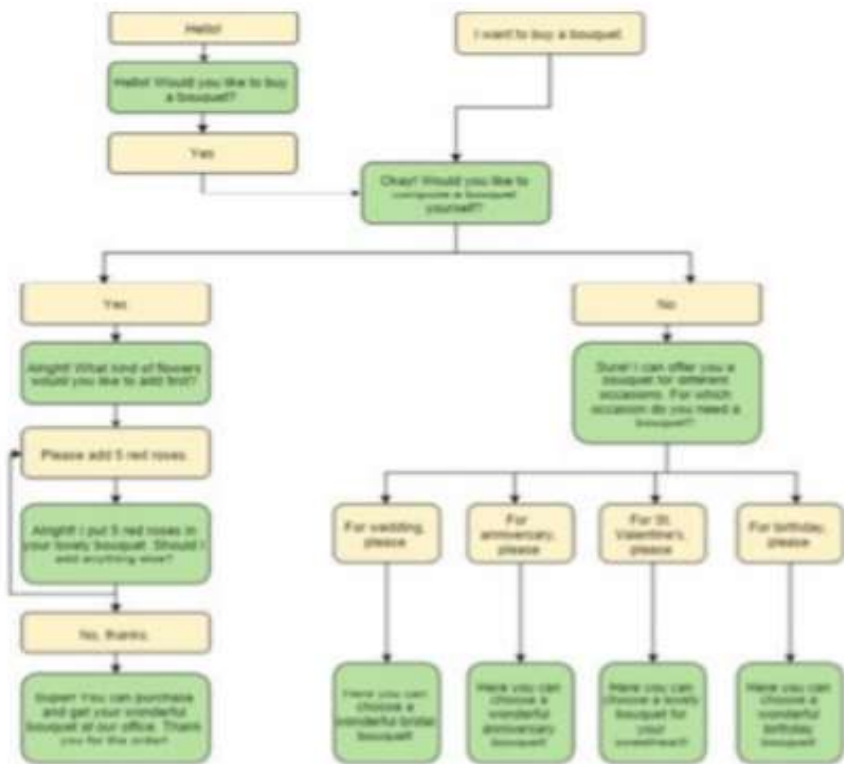 Hello!
I want to buy a bouquet.
Hello! Would you like to buy
a bouquet?
Yes
Okay! Would you like to
compose a bouquet
yourself?
Yes
No
Alright! What kind of flowers
would you like to add first?
Sure! I can offer you a
bouquet for different
occasions. For which
occasion do you need a
bouquet?
Please add 5 red roses.
Alright! I put 5 red roses in
your lovely bouquet. Should I
add anything else?
For wedding,
please
For
anniversary,
please
For St.
Valentine's,
please
For birthday,
please
No, thanks.
Super! You can purchase
and get your wonderful
bouquet at our office. Thank
you for the order!
Here you can
choose a
wonderful bridal
bouquet!
Here you can
choose a
wonderful
anniversary
bouquet!
Here you can
choose a lovely
bouquet for
your
sweetheart!
Here you can
choose a
wonderful
birthday
bouquet!